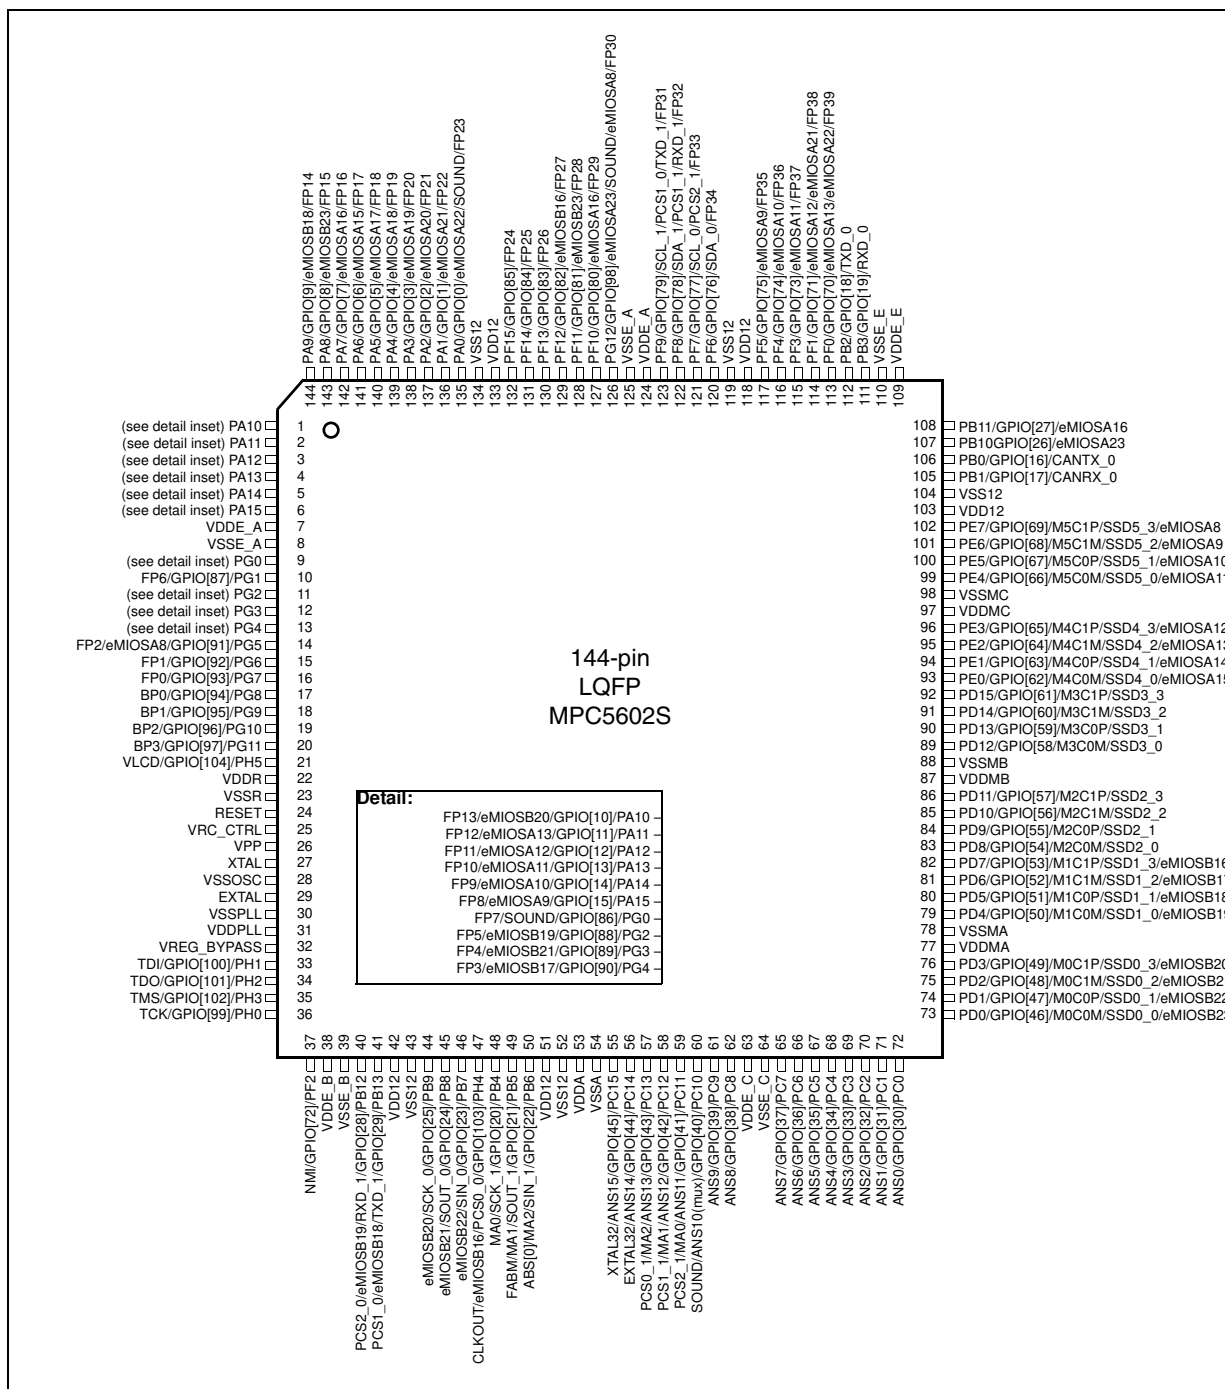 PA9/GPIO[9]/eMIOSB18/FP14
PA8/GPIO[8]/eMIOSB23/FP15
PA7/GPIO[7]/eMIOSA16/FP16
PA6/GPIO[6]/eMIOSA15/FP17
PA5/GPIO[5]/eMIOSA17/FP18
PA4/GPIO[4]/eMIOSA18/FP19
PA3/GPIO[3]/eMIOSA19/FP20
PA2/GPIO[2]/eMIOSA20/FP21
PA1/GPIO[1]/eMIOSA21/FP22
PA0/GPIO[0]/eMIOSA22/SOUND/FP23
VSS12
VDD12
PF15/GPIO[85]/FP24
PF14/GPIO[84]/FP25
PF13/GPIO[83]/FP26
PF12/GPIO[82]/eMIOSB16/FP27
PF11/GPIO[81]/eMIOSB23/FP28
PF10/GPIO[80]/eMIOSA16/FP29
PG12/GPIO[98]/eMIOSA23/SOUND/eMIOSA8/FP30
VSSE_A
VDDE_A
PF9/GPIO[79]/SCL_1/PCS1_0/TXD_1/FP31
PF8/GPIO[78]/SDA_1/PCS1_1/RXD_1/FP32
PF7/GPIO[77]/SCL_0/PCS2_1/FP33
PF6/GPIO[76]/SDA_0/FP34
VSS12
VDD12
PF5/GPIO[75]/eMIOSA9/FP35
PF4/GPIO[74]/eMIOSA10/FP36
PF3/GPIO[73]/eMIOSA11/FP37
PF1/GPIO[71]/eMIOSA12/eMIOSA21/FP38
PF0/GPIO[70]/eMIOSA13/eMIOSA22/FP39
PB2/GPIO[18]/TXD_0
PB3/GPIO[19]/RXD_0
VSSE_E
VDDE_E
144 143 142 141 140 139 138 137 136 135 134 133 132 131 130 129 128 127 126 125 124 123 122 121 120 119 118 117 116 115 114 113 112 111 110 109
(see detail inset) PA10 1
(see detail inset) PA11 2
(see detail inset) PA12 3
(see detail inset) PA13 4
(see detail inset) PA14 5
(see detail inset) PA15 6
VDDE_A 7
VSSE_A 8
(see detail inset) PG0 9
FP6/GPIO[87]/PG1 10
(see detail inset) PG2 11
(see detail inset) PG3 12
(see detail inset) PG4 13
FP2/eMIOSA8/GPIO[91]/PG5 14
FP1/GPIO[92]/PG6 15
FP0/GPIO[93]/PG7 16
BP0/GPIO[94]/PG8 17
BP1/GPIO[95]/PG9 18
BP2/GPIO[96]/PG10 19
BP3/GPIO[97]/PG11 20
VLCD/GPIO[104]/PH5 21
VDDR 22
VSSR 23
RESET 24
VRC_CTRL 25
VPP 26
XTAL 27
VSSOSC 28
EXTAL 29
VSSPLL 30
VDDPLL 31
VREG_BYPASS 32
TDI/GPIO[100]/PH1 33
TDO/GPIO[101]/PH2 34
TMS/GPIO[102]/PH3 35
TCK/GPIO[99]/PH0 36
144-pin
LQFP
MPC5602S
Detail:
FP13/eMIOSB20/GPIO[10]/PA10
FP12/eMIOSA13/GPIO[11]/PA11
FP11/eMIOSA12/GPIO[12]/PA12
FP10/eMIOSA11/GPIO[13]/PA13
FP9/eMIOSA10/GPIO[14]/PA14
FP8/eMIOSA9/GPIO[15]/PA15
FP7/SOUND/GPIO[86]/PG0
FP5/eMIOSB19/GPIO[88]/PG2
FP4/eMIOSB21/GPIO[89]/PG3
FP3/eMIOSB17/GPIO[90]/PG4
108 PB11/GPIO[27]/eMIOSA16
107 PB10GPIO[26]/eMIOSA23
106 PB0/GPIO[16]/CANTX_0
105 PB1/GPIO[17]/CANRX_0
104 VSS12
103 VDD12
102 PE7/GPIO[69]/M5C1P/SSD5_3/eMIOSA8
101 PE6/GPIO[68]/M5C1M/SSD5_2/eMIOSA9
100 PE5/GPIO[67]/M5C0P/SSD5_1/eMIOSA10
99 PE4/GPIO[66]/M5C0M/SSD5_0/eMIOSA11
98 VSSMC
97 VDDMC
96 PE3/GPIO[65]/M4C1P/SSD4_3/eMIOSA12
95 PE2/GPIO[64]/M4C1M/SSD4_2/eMIOSA13
94 PE1/GPIO[63]/M4C0P/SSD4_1/eMIOSA14
93 PE0/GPIO[62]/M4C0M/SSD4_0/eMIOSA15
92 PD15/GPIO[61]/M3C1P/SSD3_3
91 PD14/GPIO[60]/M3C1M/SSD3_2
90 PD13/GPIO[59]/M3C0P/SSD3_1
89 PD12/GPIO[58/M3C0M/SSD3_0
88 VSSMB
87 VDDMB
86 PD11/GPIO[57]/M2C1P/SSD2_3
85 PD10/GPIO[56]/M2C1M/SSD2_2
84 PD9/GPIO[55]/M2C0P/SSD2_1
83 PD8/GPIO[54]/M2C0M/SSD2_0
82 PD7/GPIO[53]/M1C1P/SSD1_3/eMIOSB16
81 PD6/GPIO[52]/M1C1M/SSD1_2/eMIOSB17
80 PD5/GPIO[51]/M1C0P/SSD1_1/eMIOSB18
79 PD4/GPIO[50]/M1C0M/SSD1_0/eMIOSB19
78 VSSMA
77 VDDMA
76 PD3/GPIO[49]/M0C1P/SSD0_3/eMIOSB20
75 PD2/GPIO[48]/M0C1M/SSD0_2/eMIOSB21
74 PD1/GPIO[47]/M0C0P/SSD0_1/eMIOSB22
73 PD0/GPIO[46]/M0C0M/SSD0_0/eMIOSB23
37 38 39 40 41 42 43 44 45 46 47 48 49 50 51 52 53 54 55 56 57 58 59 60 61 62 63 64 65 66 67 68 69 70 71 72
NMI/GPIO[72]/PF2
VDDE_B
VSSE_B
PCS2_0/eMIOSB19/RXD_1/GPIO[28]/PB12
PCS1_0/eMIOSB18/TXD_1/GPIO[29]/PB13
VDD12
VSS12
eMIOSB20/SCK_0/GPIO[25]/PB9
eMIOSB21/SOUT_0/GPIO[24]/PB8
eMIOSB22/SIN_0/GPIO[23]/PB7
CLKOUT/eMIOSB16/PCS0_0/GPIO[103]/PH4
MA0/SCK_1/GPIO[20]/PB4
FABM/MA1/SOUT_1/GPIO[21]/PB5
ABS[0]/MA2/SIN_1/GPIO[22]/PB6
VDD12
VSS12
VDDA
VSSA
XTAL32/ANS15/GPIO[45]/PC15
EXTAL32/ANS14/GPIO[44]/PC14
PCS0_1/MA2/ANS13/GPIO[43]/PC13
PCS1_1/MA1/ANS12/GPIO[42]/PC12
PCS2_1/MA0/ANS11/GPIO[41]/PC11
SOUND/ANS10(mux)/GPIO[40]/PC10
ANS9/GPIO[39]/PC9
ANS8/GPIO[38]/PC8
VDDE_C
VSSE_C
ANS7/GPIO[37]/PC7
ANS6/GPIO[36]/PC6
ANS5/GPIO[35]/PC5
ANS4/GPIO[34]/PC4
ANS3/GPIO[33]/PC3
ANS2/GPIO[32]/PC2
ANS1/GPIO[31]/PC1
ANS0/GPIO[30]/PC0